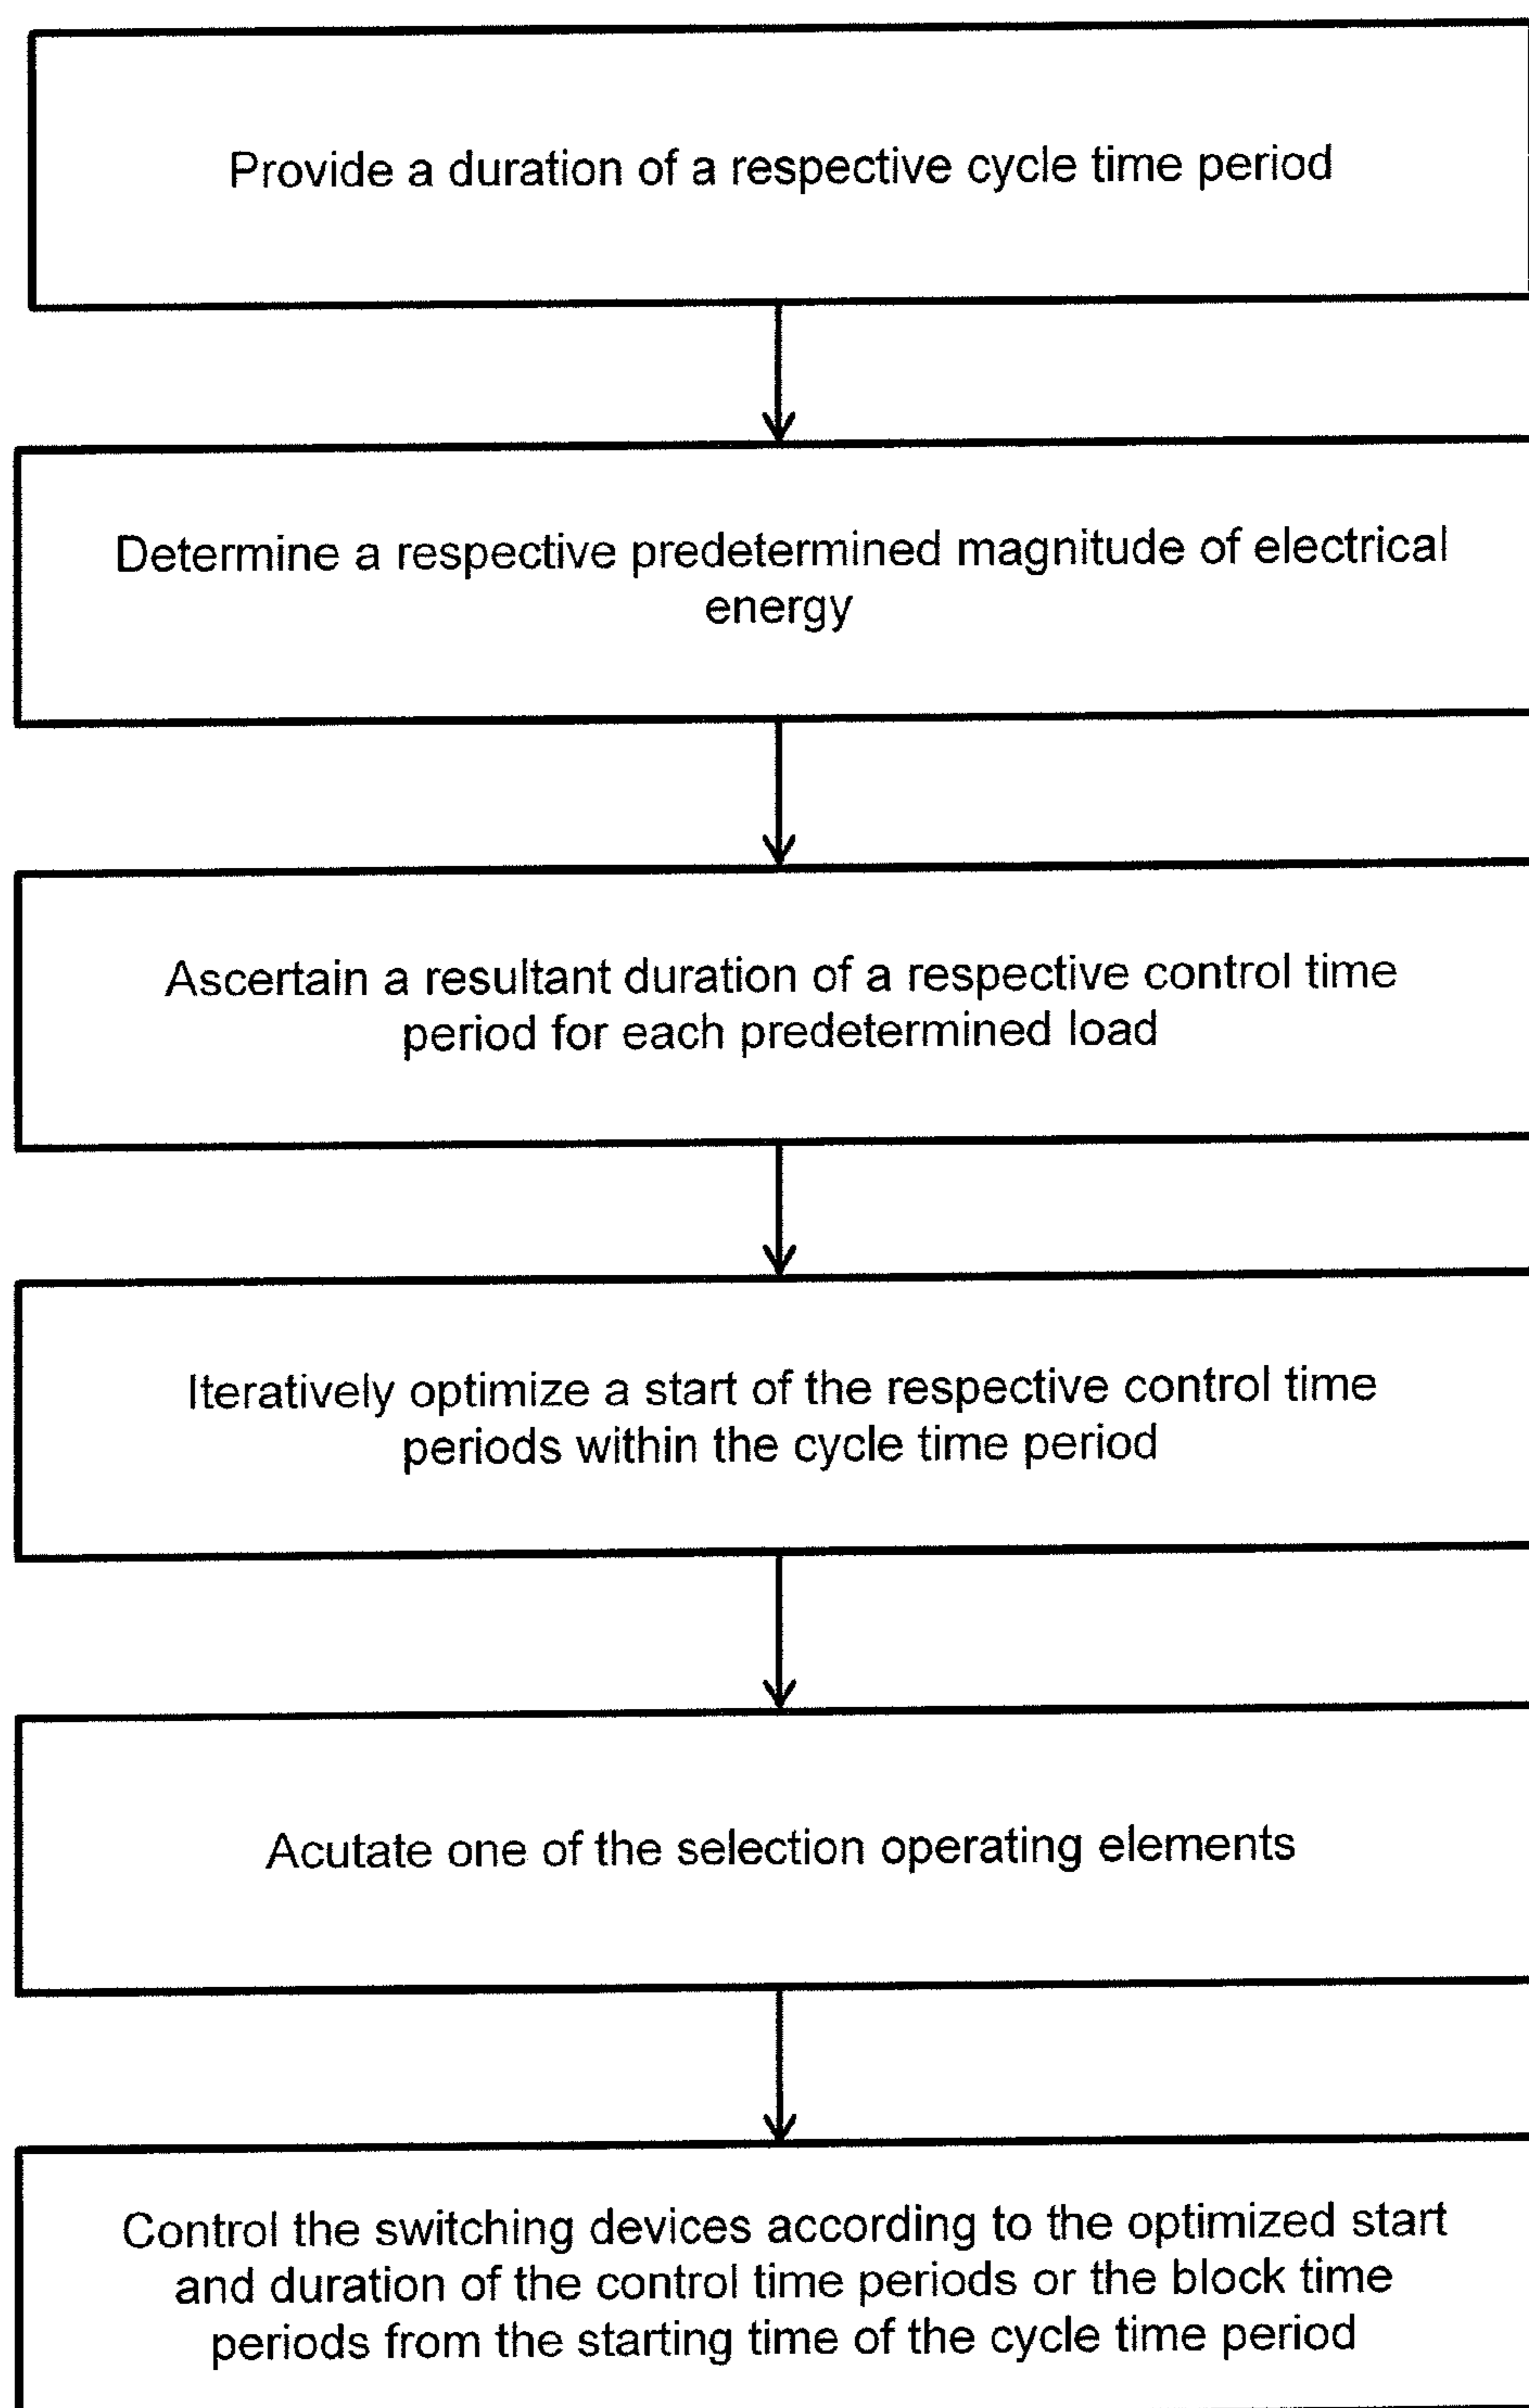 Provide a duration of a respective cycle time period
Determine a respective predetermined magnitude of electrical
energy
Ascertain a resultant duration of a respective control time
period for each predetermined load
Iteratively optimize a start of the respective control time
periods within the cycle time period
Acutate one of the selection operating elements
Control the switching devices according to the optimized start
and duration of the control time periods or the block time
periods from the starting time of the cycle time period